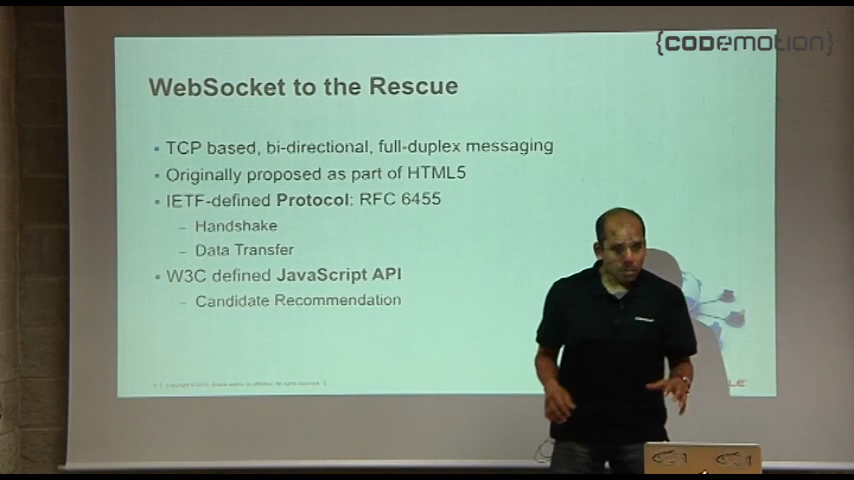 {CODEMOTION}
WebSocket to the Rescue
TCP based, bi-directional, full-duplex messaging
Originally proposed as part of HTML5
IETF-defined Protocol: RFC 6455
– Handshake
– Data Transfer
W3C defined JavaScript API
– Candidate Recommendation